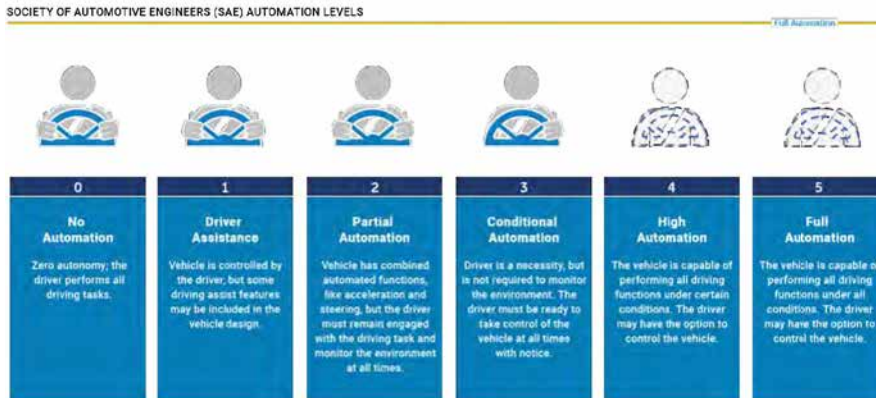 SOCIETY OF AUTOMOTIVE ENGINEERS (SAE) AUTOMATION LEVELS
Full Automation
0
No
Automation
Zero autonomy; the
driver performs all
driving tasks.
1
Driver
Assistance
Vehicle is controlled by
the driver, but some
driving assist features
may be included in the
vehicle design.
2
Partial
Automation
Vehicle has combined
automated functions,
like acceleration and
steering, but the driver
must remain engaged
with the driving task and
monitor the environment
at all times.
3
Conditional
Automation
Driver is a necessity, but
is not required to monitor
the environment. The
driver must be ready to
take control of the
vehicle at all times
with notice.
4
High
Automation
The vehicle is capable of
performing all driving
functions under certain
conditions. The driver
may have the option to
control the vehicle.
5
Full
Automation
The vehicle is capable o
performing all driving
functions under all
conditions. The driver
may have the option to
control the vehicle.